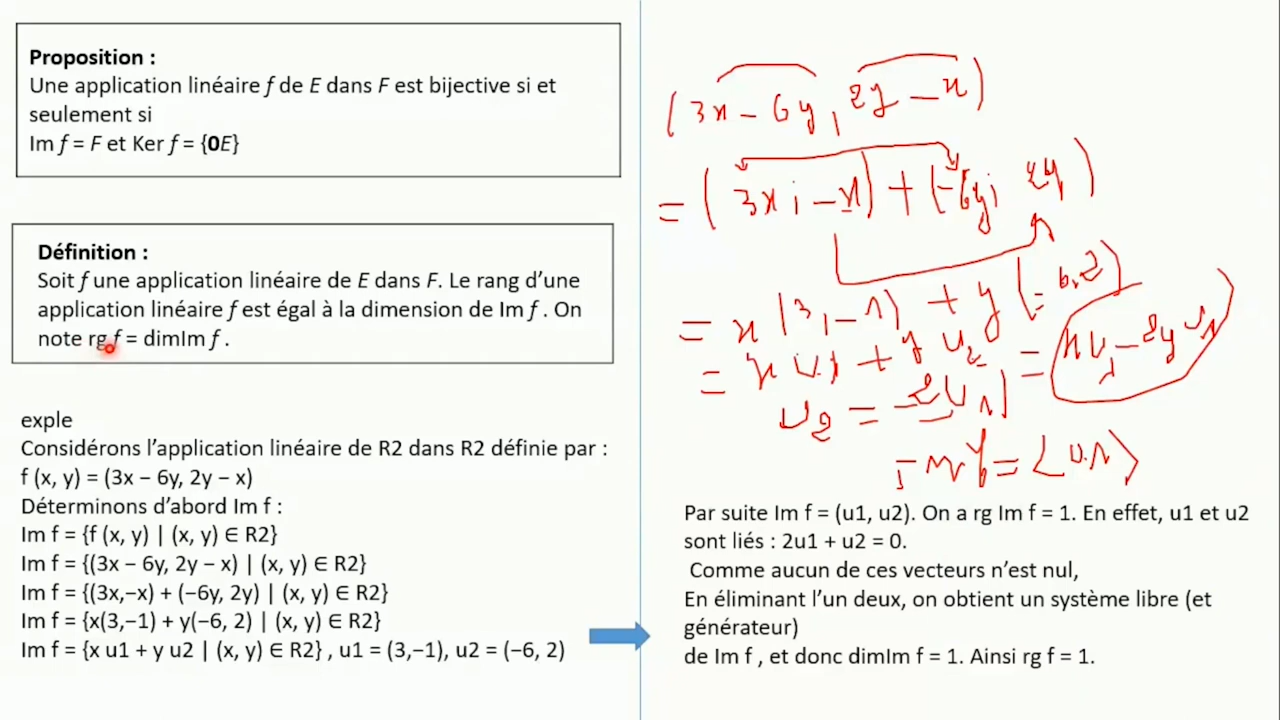 Proposition :
Une application linéaire f de E dans F est bijective si et
seulement si
Im f = F et Ker f = {0E}
Définition :
Soit f une application linéaire de E dans F. Le rang d'une
application linéaire f est égal à la dimension de Im f . On
note rg f = dimIm f .
exple
Considérons l'application linéaire de R2 dans R2 définie par :
f (x, y) = (3x − 6y, 2y − x)
Déterminons d'abord Im f :
Im f = {f (x, y) | (x, y) ∈ R2}
Im f = {(3x − 6y, 2y − x) | (x, y) ∈ R2}
Im f = {(3x,−x) + (−6y, 2y) | (x, y) ∈ R2}
Im f = {x(3,−1) + y(−6, 2) | (x, y) ∈ R2}
Im f = {x u1 + y u2 | (x, y) ∈ R2} , u1 = (3,−1), u2 = (−6, 2)
(3x − 6y, 2y − x)
= (3x, −x) + (−6y, 2y)
= x (3, −1) + y (−6, 2)
= x u1 + y u2 = x u1 − 2y u1
u2 = −2u1
Im f = <u1>
Par suite Im f = (u1, u2). On a rg Im f = 1. En effet, u1 et u2
sont liés : 2u1 + u2 = 0.
Comme aucun de ces vecteurs n'est nul,
En éliminant l'un deux, on obtient un système libre (et
générateur)
de Im f , et donc dimIm f = 1. Ainsi rg f = 1.